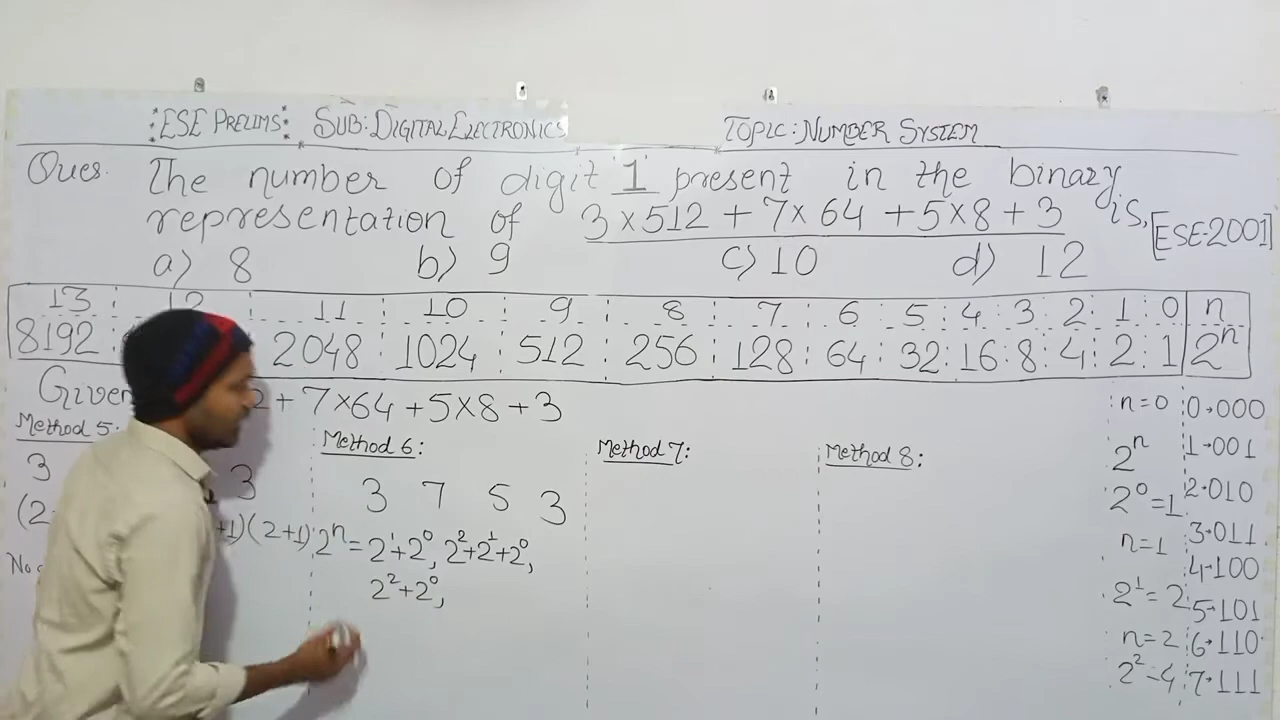 ESE PRELIMS: SUB: DIGITAL ELECTRONICS TOPIC: NUMBER SYSTEM
Ques. The number of digit '1' present in the binary
representation of 3×512 + 7×64 + 5×8 + 3 is, [ESE-2001]
a) 8 b) 9 c) 10 d) 12
13 12 11 10 9 8 7 6 5 4 3 2 1 0 n
8192 2048 1024 512 256 128 64 32 16 8 4 2 1 2ⁿ
Given 2 + 7×64 + 5×8 + 3
Method 5: Method 6: Method 7: Method 8:
3 3 3 7 5 3
(2 +1)(2+1) 2ⁿ = 2¹+2⁰, 2²+2¹+2⁰,
2²+2⁰,
No
n=0
2ⁿ
2⁰=1
n=1
2¹=2
n=2
2²-4
0→000
1→001
2→010
3→011
4→100
5→101
6→110
7→111